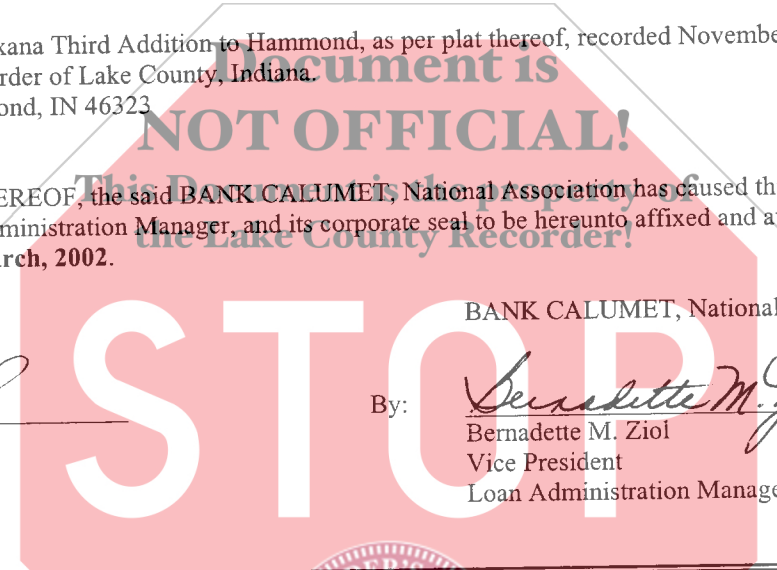 xana Third Addition to Hammond, as per plat thereof, recorded Novembe
Document is
rder of Lake County, Indiana.
ond, IN 46323
NOT OFFICIAL!
This Document is the property of
EREOF, the said BANK CALUMET, National Association has caused th
ministration Manager, and its corporate seal to be hereunto affixed and a
the Lake County Recorder!
rch, 2002.
BANK CALUMET, National
STOP
By: Bernadette M.
Bernadette M. Ziol
Vice President
Loan Administration Manage